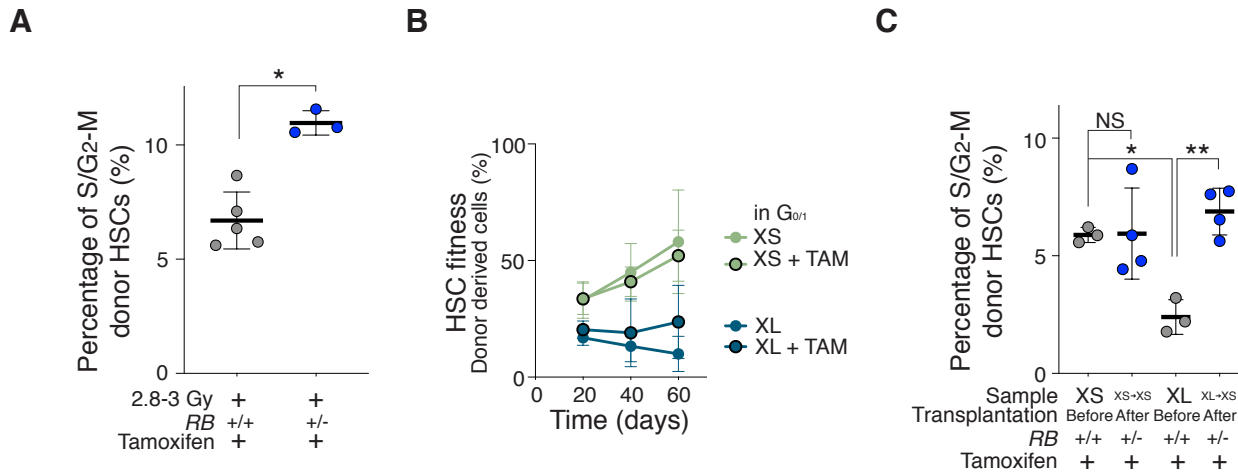 A
Percentage of S/G2-M
donor HSCs (%)
10
5
0
*
2.8-3 Gy + +
RB +/+ +/-
Tamoxifen + +
B
HSC fitness
Donor derived cells (%)
100
50
0
0 20 40 60
Time (days)
in G0/1
XS
XS + TAM
XL
XL + TAM
C
Percentage of S/G2-M
donor HSCs (%)
10
5
0
NS
* **
Sample XS XS→XS XL XL→XS
Transplantation Before After Before After
RB +/+ +/- +/+ +/-
Tamoxifen + + + +